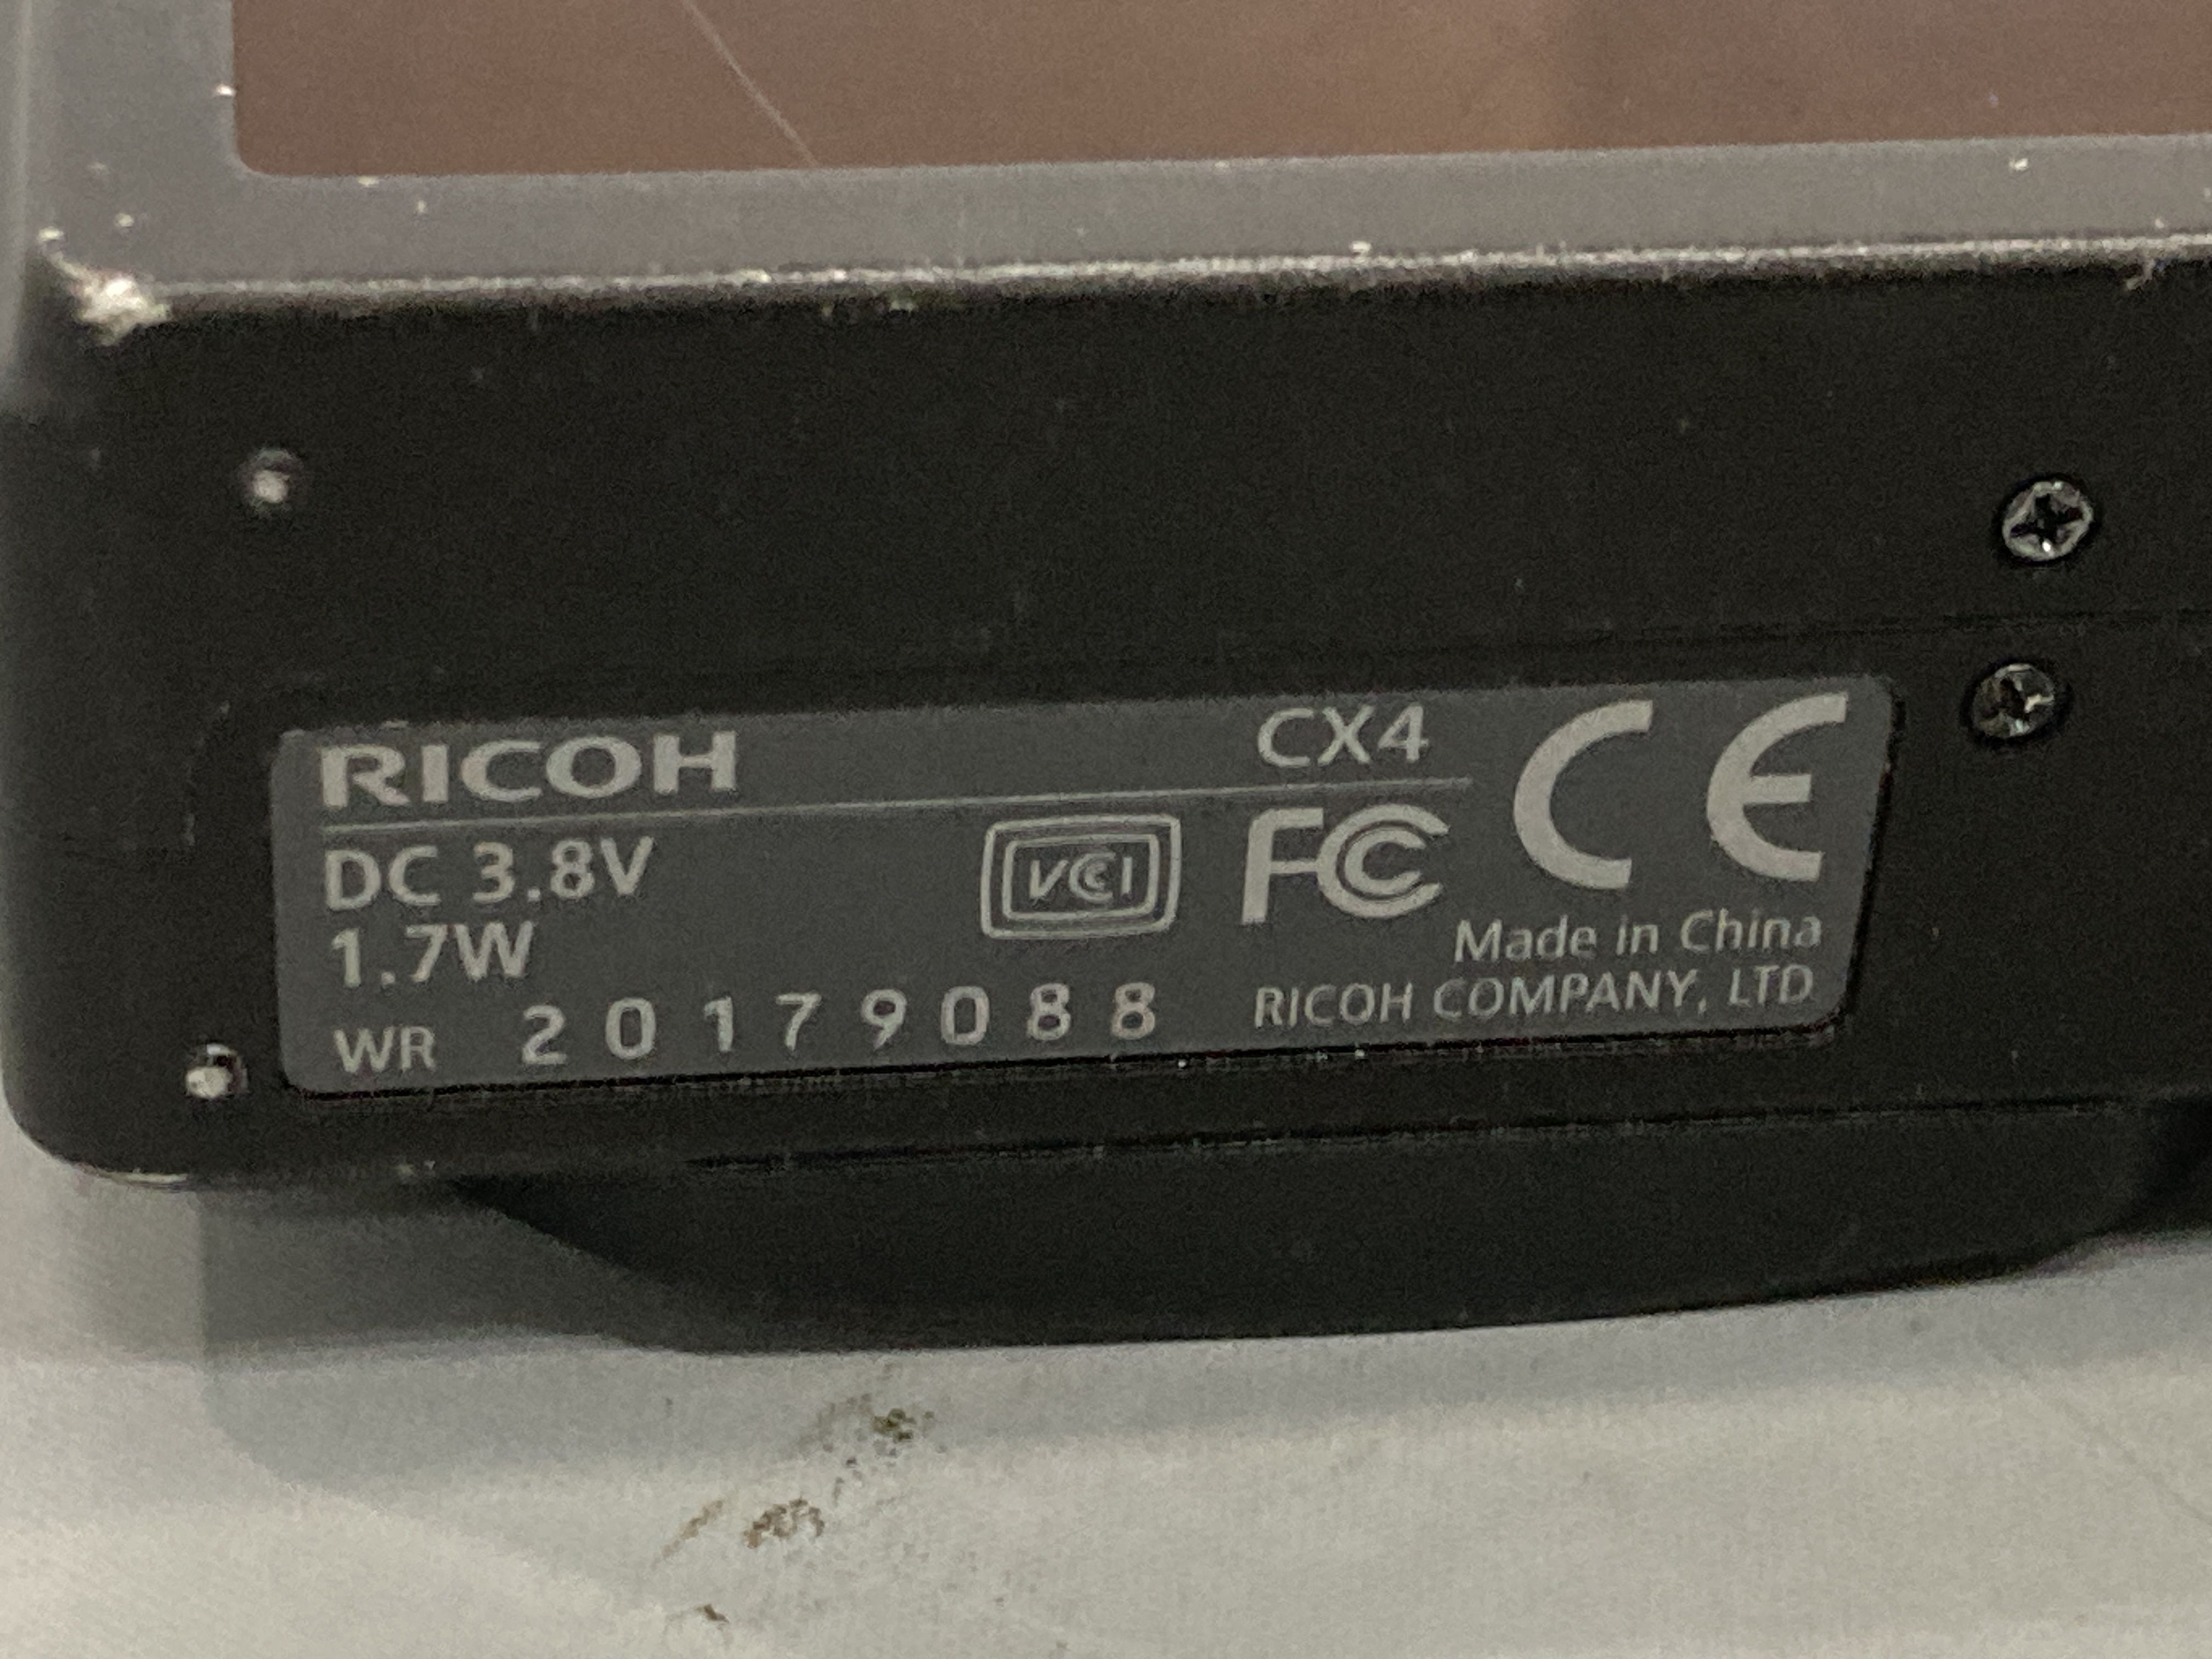 RICOH CX4
DC 3.8V
1.7W
VCCI FC CE
Made in China
WR 20179088 RICOH COMPANY, LTD